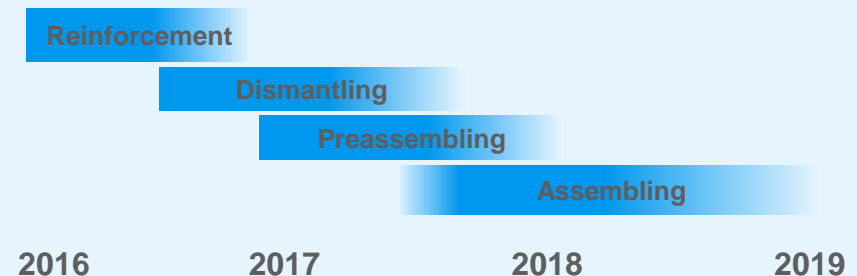 Reinforcement
Dismantling
Preassembling
Assembling
2016 2017 2018 2019